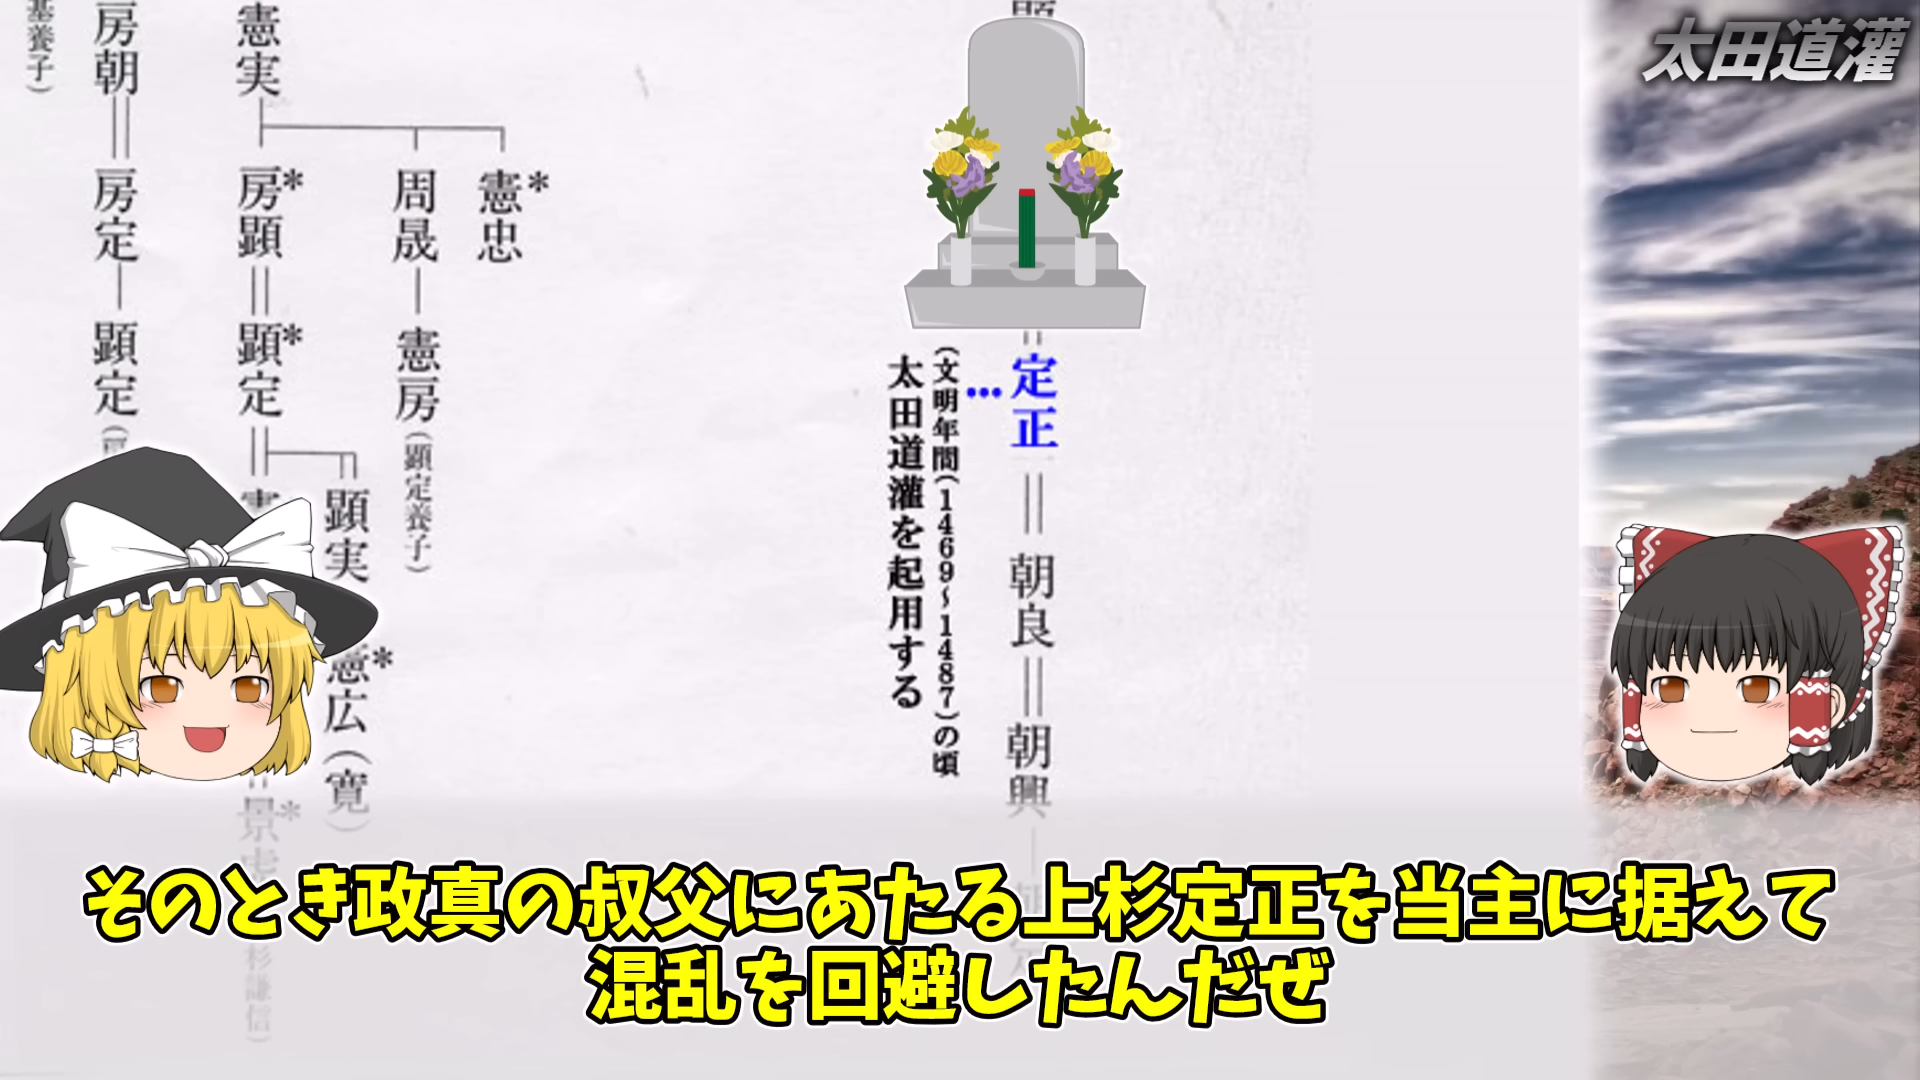 太田道灌
定正
…
(文明年間(1469~1487)の頃
太田道灌を起用する
朝良
朝興
憲忠*
周晟
憲房(顕定養子)
憲実
房顕*
顕定*
顕実
憲広(寛)
*
房朝
房定
顕定
基養子)
そのとき政真の叔父にあたる上杉定正を当主に据えて
混乱を回避したんだぜ